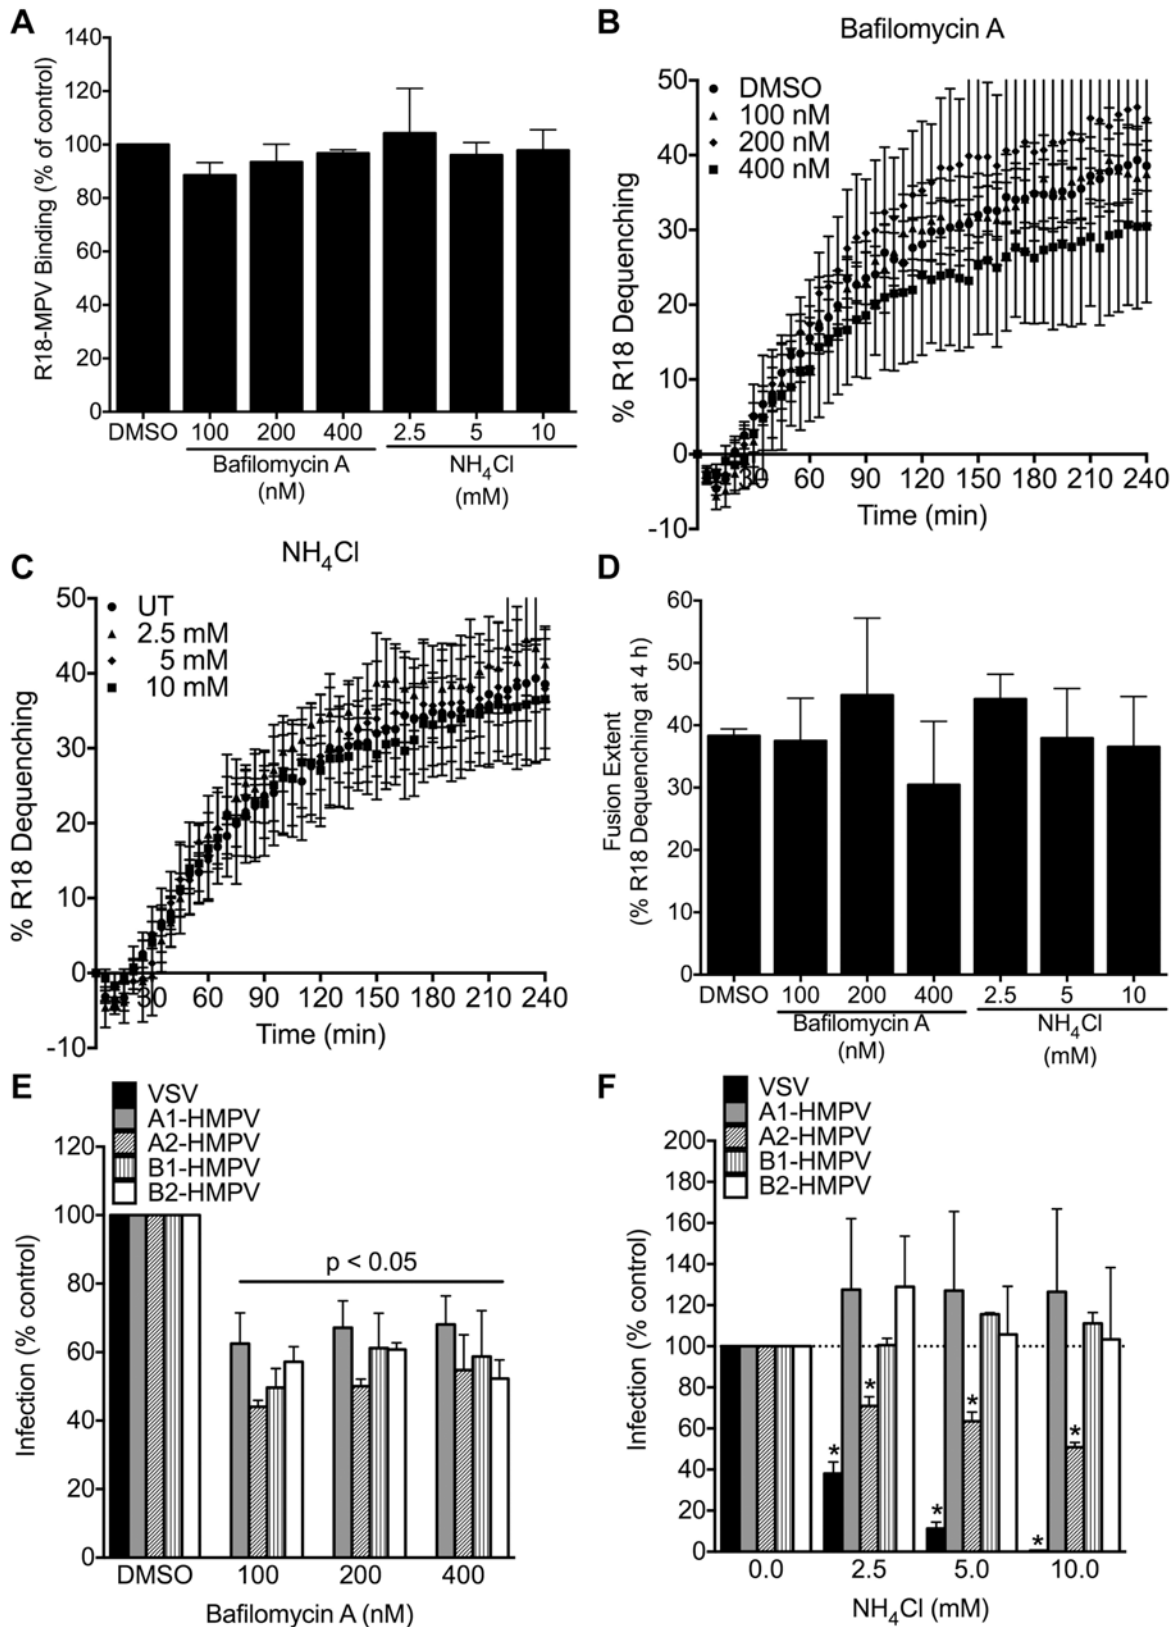 A
R18-MPV Binding (% of control)
140
120
100
80
60
40
20
0
DMSO 100 200 400 2.5 5 10
Bafilomycin A NH₄Cl
(nM) (mM)
B
Bafilomycin A
% R18 Dequenching
50
40
30
20
10
0
-10
DMSO
100 nM
200 nM
400 nM
30 60 90 120 150 180 210 240
Time (min)
C
NH₄Cl
% R18 Dequenching
50
40
30
20
10
0
-10
UT
2.5 mM
5 mM
10 mM
30 60 90 120 150 180 210 240
Time (min)
D
Fusion Extent
(% R18 Dequenching at 4 h)
60
50
40
30
20
10
0
DMSO 100 200 400 2.5 5 10
Bafilomycin A NH₄Cl
(nM) (mM)
E
VSV
A1-HMPV
A2-HMPV
B1-HMPV
B2-HMPV
Infection (% control)
120
100
80
60
40
20
0
p < 0.05
DMSO 100 200 400
Bafilomycin A (nM)
F
VSV
A1-HMPV
A2-HMPV
B1-HMPV
B2-HMPV
Infection (% control)
200
180
160
140
120
100
80
60
40
20
0
* * * * * *
0.0 2.5 5.0 10.0
NH₄Cl (mM)